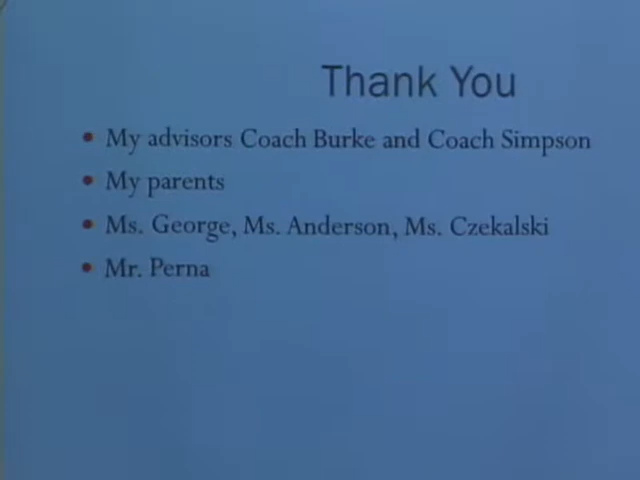 Thank You
• My advisors Coach Burke and Coach Simpson
• My parents
• Ms. George, Ms. Anderson, Ms. Czekalski
• Mr. Perna